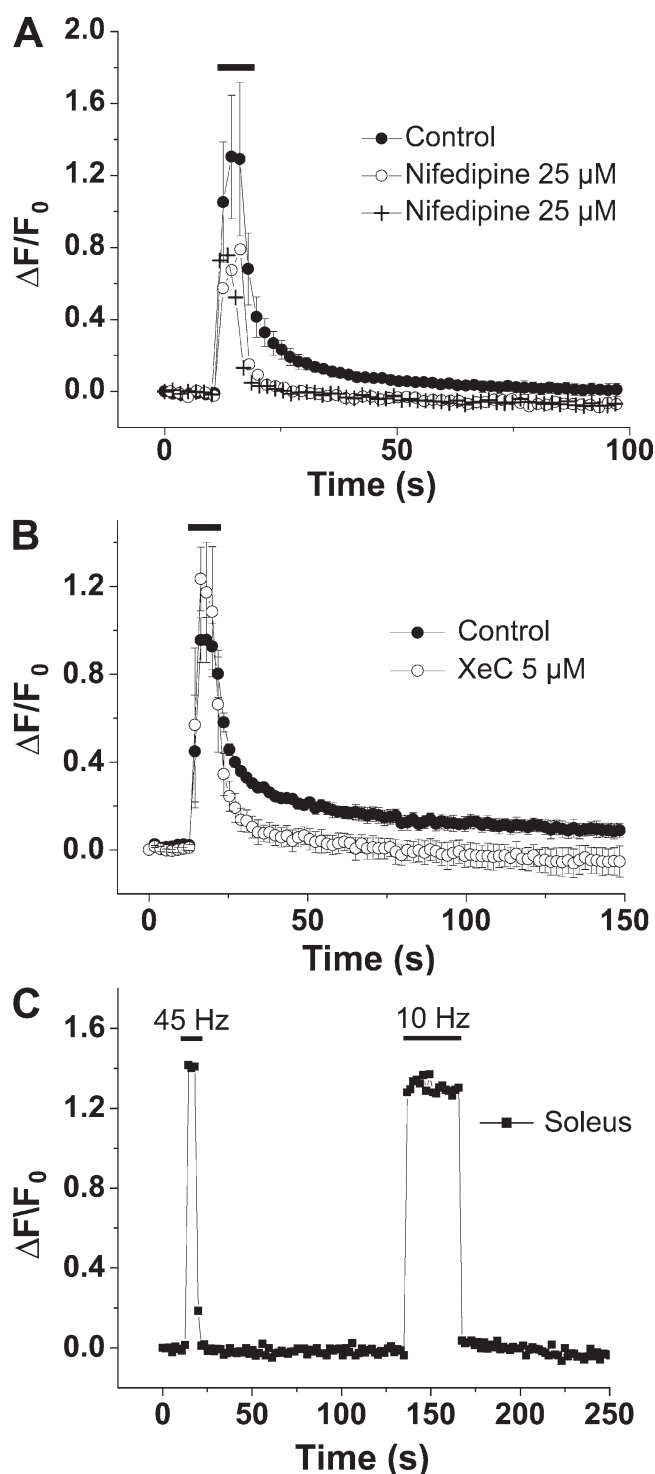 A
2.0
1.6
1.2
0.8
0.4
0.0
ΔF/F0
Control
Nifedipine 25 µM
Nifedipine 25 µM
0 50 100
Time (s)
B
1.2
0.8
0.4
0.0
ΔF/F0
Control
XeC 5 µM
0 50 100 150
Time (s)
C
1.6
1.2
0.8
0.4
0.0
ΔF\F0
45 Hz 10 Hz
Soleus
0 50 100 150 200 250
Time (s)